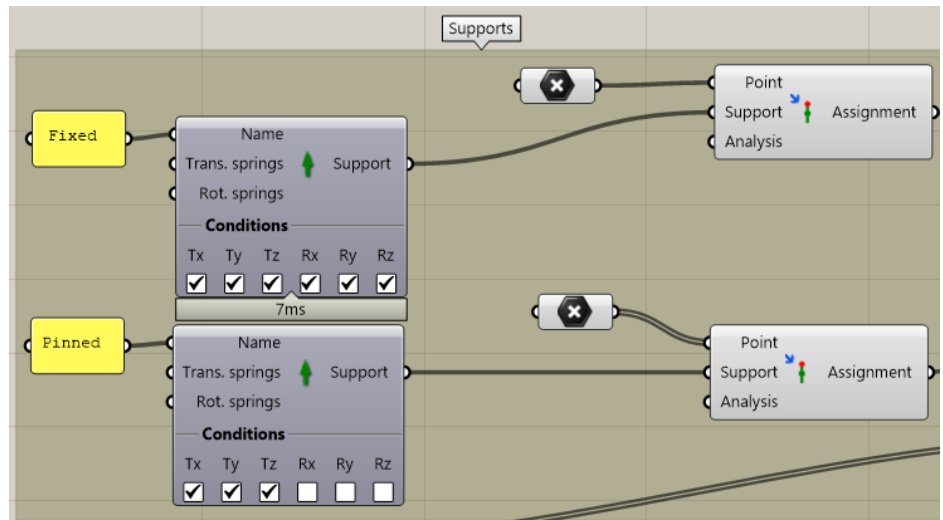 Supports
Point
Support Assignment
Analysis
Fixed
Name
Trans. springs Support
Rot. springs
Conditions
Tx Ty Tz Rx Ry Rz
7ms
Pinned
Name
Trans. springs Support
Rot. springs
Conditions
Tx Ty Tz Rx Ry Rz
Point
Support Assignment
Analysis